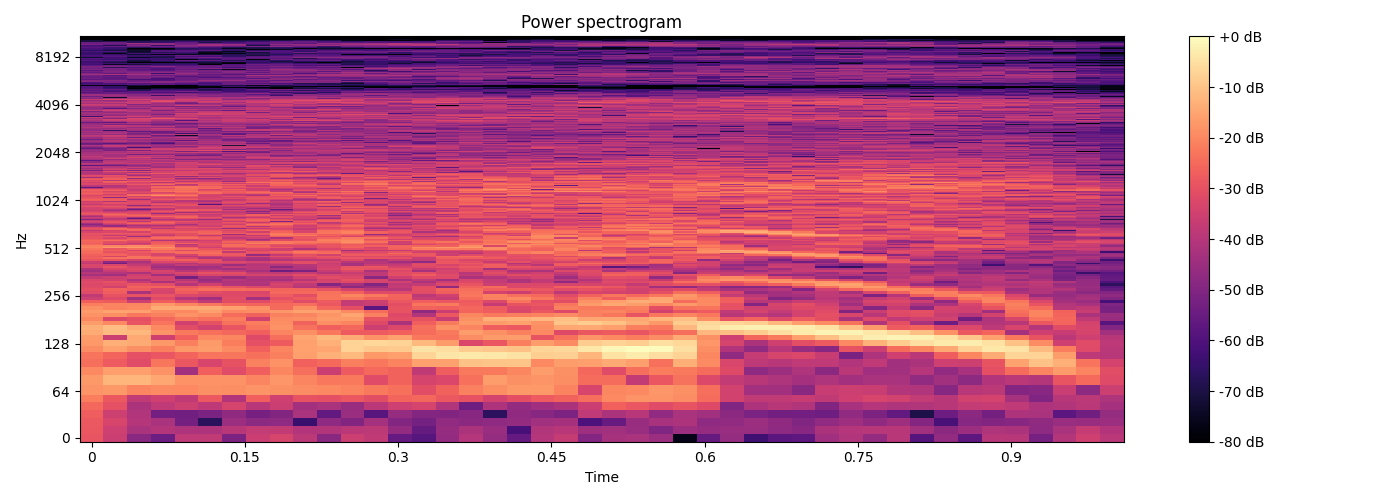 Power spectrogram
8192
4096
2048
1024
512
256
128
64
0
Hz
0 0.15 0.3 0.45 0.6 0.75 0.9
Time
+0 dB
-10 dB
-20 dB
-30 dB
-40 dB
-50 dB
-60 dB
-70 dB
-80 dB